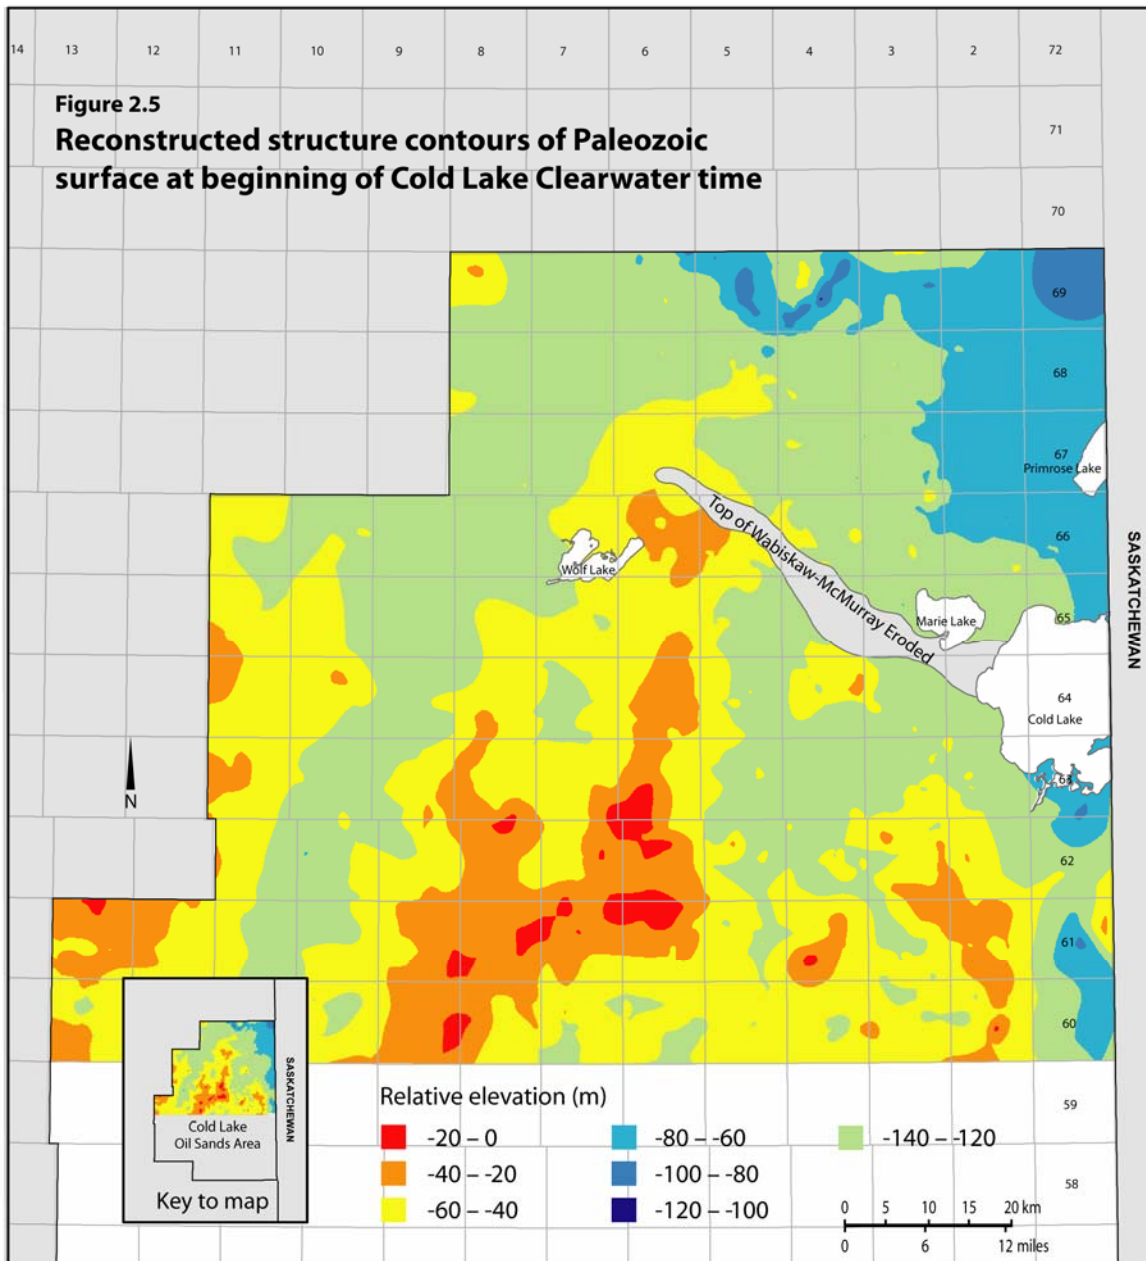 14 13 12 11 10 9 8 7 6 5 4 3 2 72
Figure 2.5
Reconstructed structure contours of Paleozoic
surface at beginning of Cold Lake Clearwater time
71
70
69
68
67
Primrose Lake
66
Top of Wabiskaw-McMurray Eroded
Wolf Lake
65
Marie Lake
64
Cold Lake
63
62
61
60
59
58
SASKATCHEWAN
N
SASKATCHEWAN
Cold Lake
Oil Sands Area
Key to map
Relative elevation (m)
-20 – 0
-40 – -20
-60 – -40
-80 – -60
-100 – -80
-120 – -100
-140 – -120
0 5 10 15 20 km
0 6 12 miles